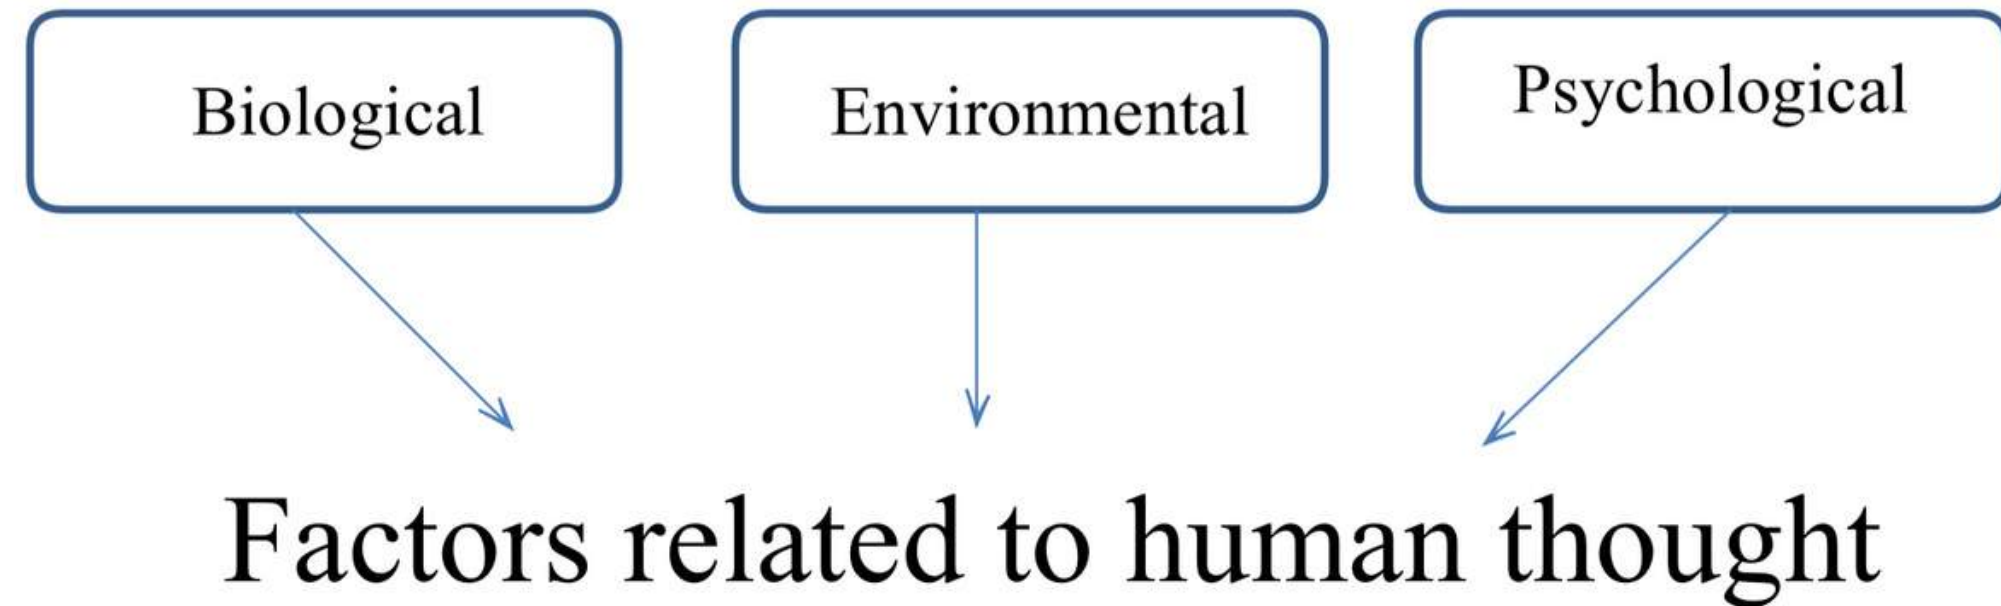 Biological
Environmental
Psychological
Factors related to human thought